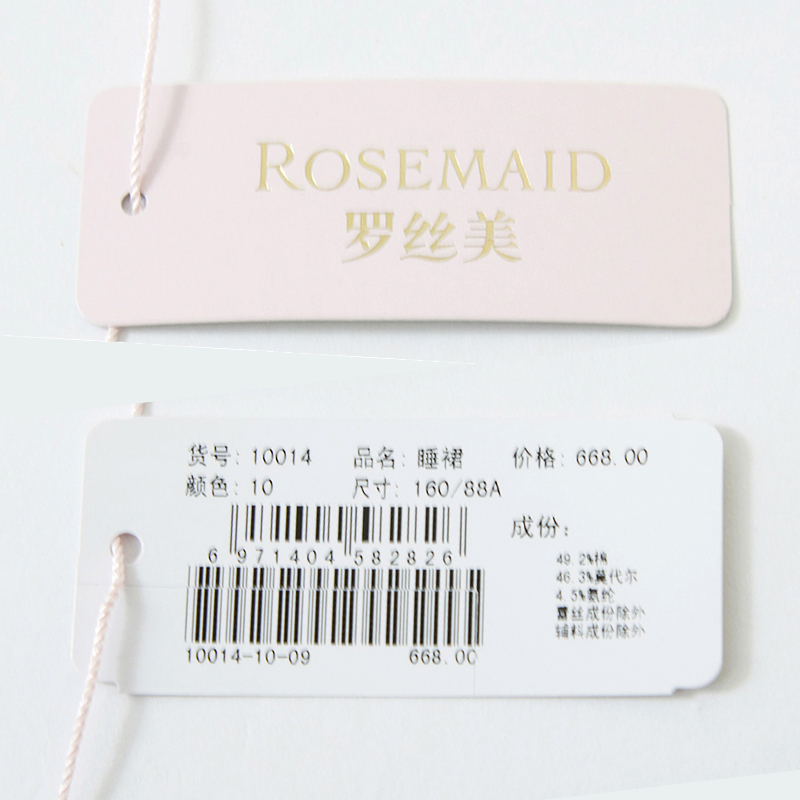 ROSEMAID
罗丝美
货号: 10014 品名: 睡裙 价格: 668.00
颜色: 10 尺寸: 160/88A
成份:
6 971404 582826
49.2%棉
46.3%莫代尔
4.5%氨纶
蕾丝成份除外
辅料成份除外
10014-10-09 668.00